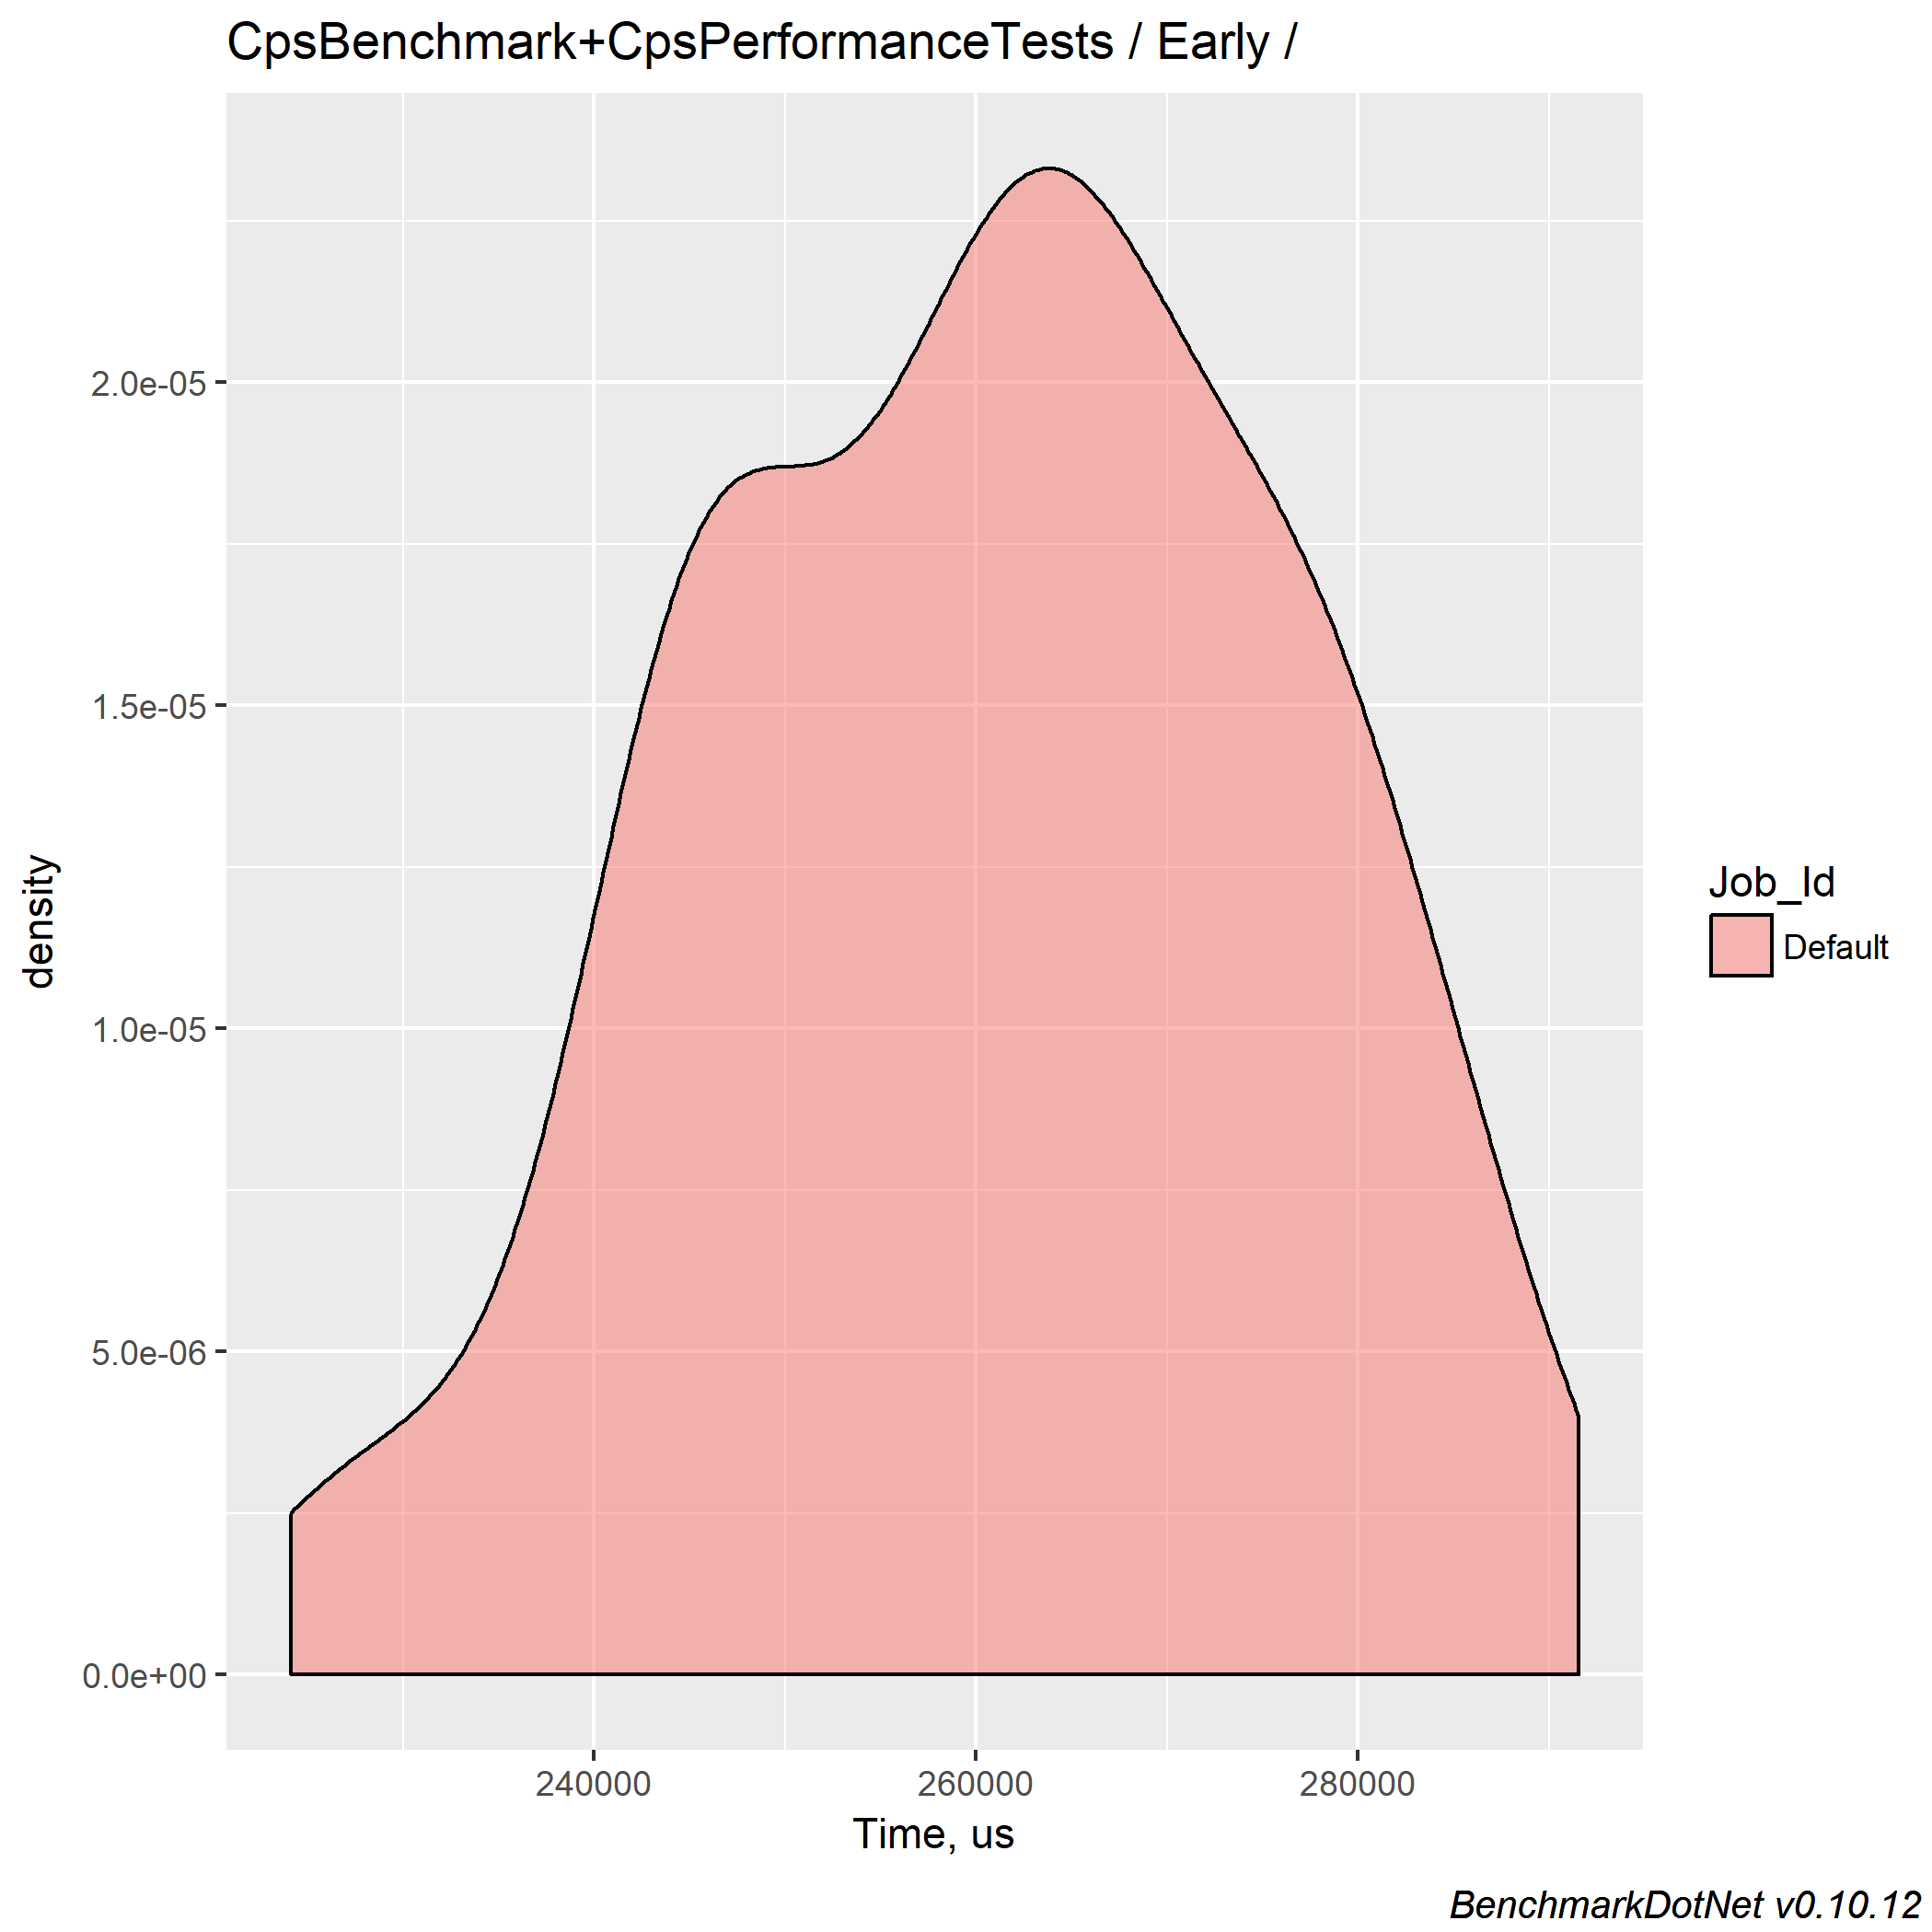 CpsBenchmark+CpsPerformanceTests / Early /
density
2.0e-05
1.5e-05
1.0e-05
5.0e-06
0.0e+00
240000 260000 280000
Time, us
Job_Id
Default
BenchmarkDotNet v0.10.12